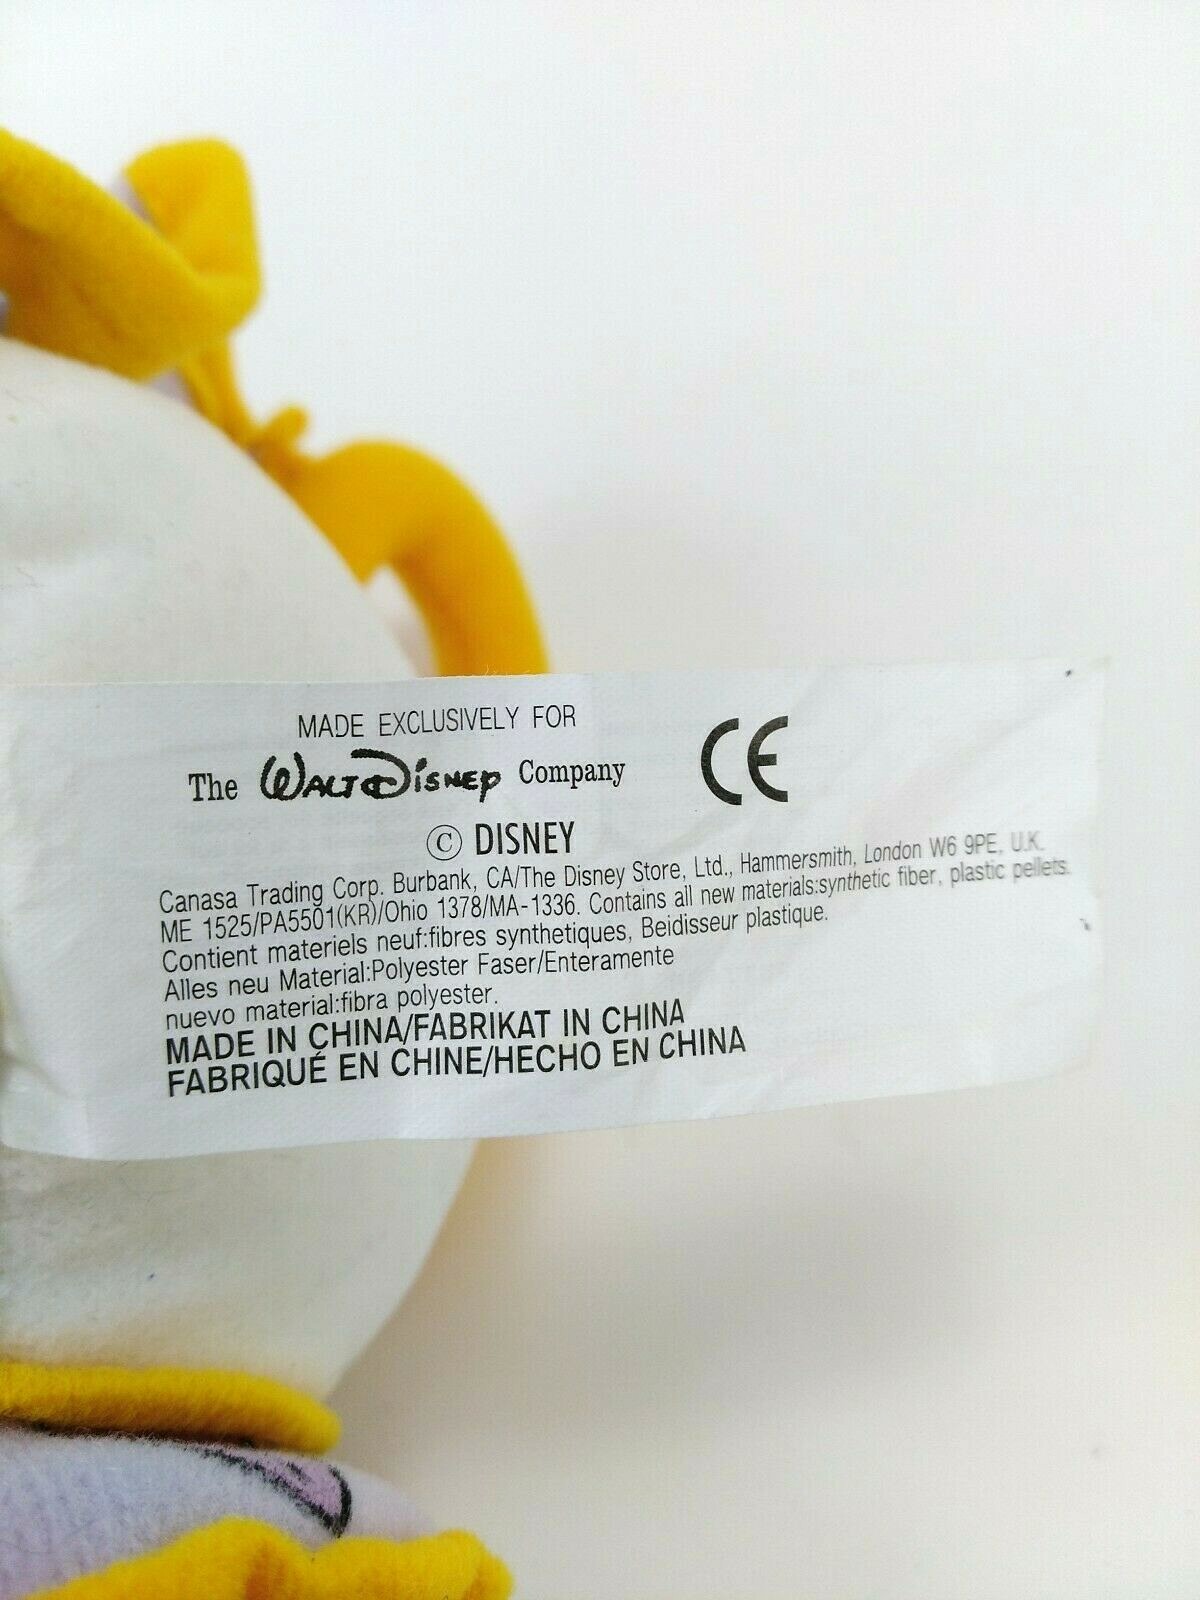 MADE EXCLUSIVELY FOR
The WALT DISNEY Company
CE
© DISNEY
Canasa Trading Corp. Burbank, CA/The Disney Store, Ltd., Hammersmith, London W6 9PE, U.K.
ME 1525/PA5501(KR)/Ohio 1378/MA-1336. Contains all new materials:synthetic fiber, plastic pellets.
Contient materiels neuf:fibres synthetiques, Beidisseur plastique.
Alles neu Material:Polyester Faser/Enteramente
nuevo material:fibra polyester.
MADE IN CHINA/FABRIKAT IN CHINA
FABRIQUÉ EN CHINE/HECHO EN CHINA